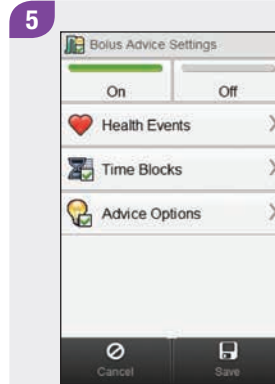 5
Bolus Advice Settings
On Off
Health Events
Time Blocks
Advice Options
Cancel Save